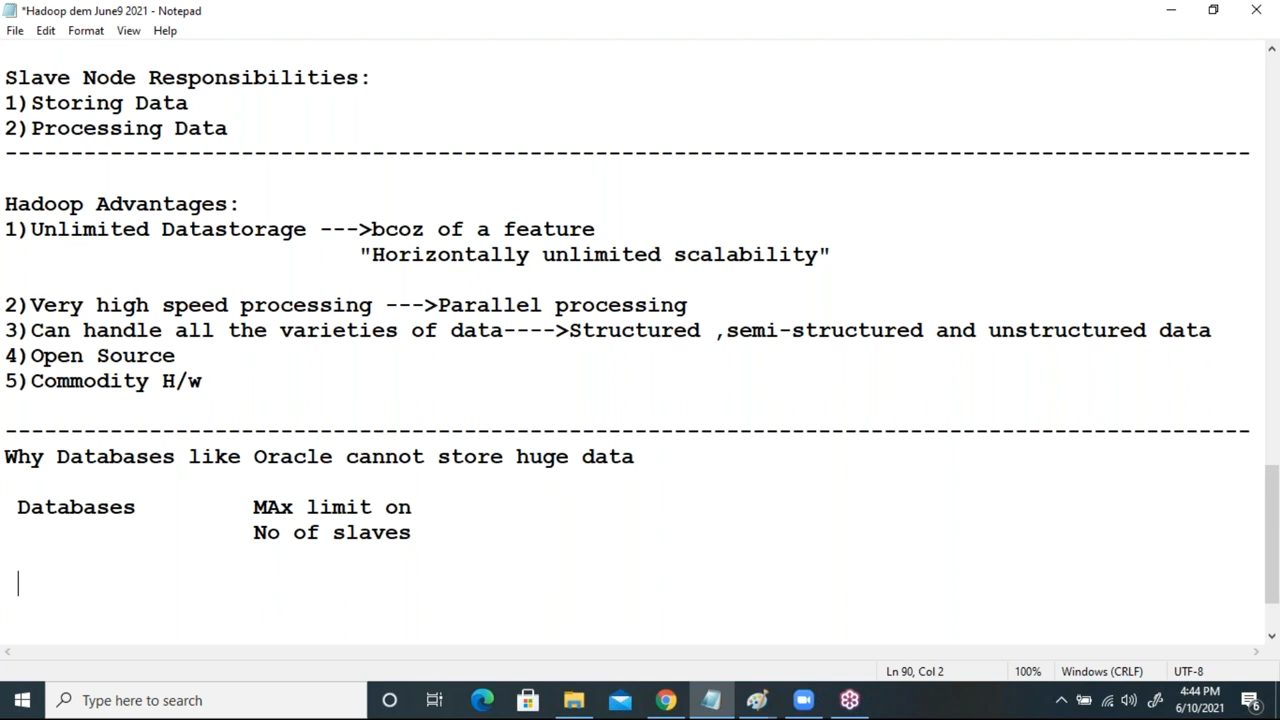 *Hadoop dem June9 2021 - Notepad
File Edit Format View Help
Slave Node Responsibilities:
1)Storing Data
2)Processing Data
-----------------------------------------------------------------------------------------------
Hadoop Advantages:
1)Unlimited Datastorage --->bcoz of a feature
"Horizontally unlimited scalability"
2)Very high speed processing --->Parallel processing
3)Can handle all the varieties of data---->Structured ,semi-structured and unstructured data
4)Open Source
5)Commodity H/w
-----------------------------------------------------------------------------------------------
Why Databases like Oracle cannot store huge data
Databases MAx limit on
No of slaves
Ln 90, Col 2 100% Windows (CRLF) UTF-8
Type here to search
4:44 PM
6/10/2021
6